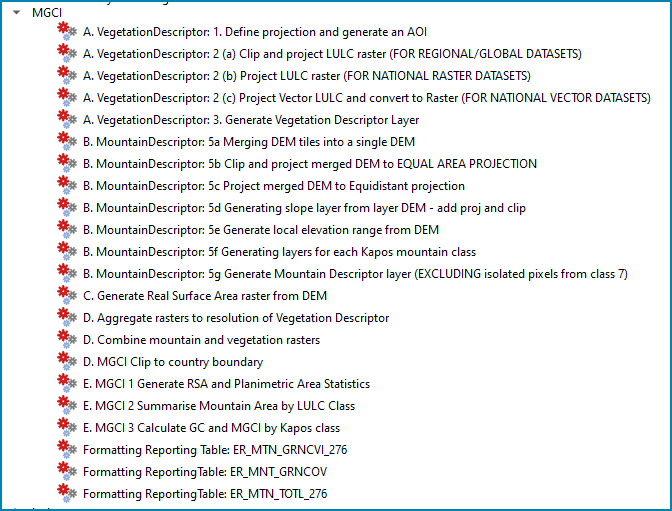 MGCI
A. VegetationDescriptor: 1. Define projection and generate an AOI
A. VegetationDescriptor: 2 (a) Clip and project LULC raster (FOR REGIONAL/GLOBAL DATASETS)
A. VegetationDescriptor: 2 (b) Project LULC raster (FOR NATIONAL RASTER DATASETS)
A. VegetationDescriptor: 2 (c) Project Vector LULC and convert to Raster (FOR NATIONAL VECTOR DATASETS)
A. VegetationDescriptor: 3. Generate Vegetation Descriptor Layer
B. MountainDescriptor: 5a Merging DEM tiles into a single DEM
B. MountainDescriptor: 5b Clip and project merged DEM to EQUAL AREA PROJECTION
B. MountainDescriptor: 5c Project merged DEM to Equidistant projection
B. MountainDescriptor: 5d Generating slope layer from layer DEM - add proj and clip
B. MountainDescriptor: 5e Generate local elevation range from DEM
B. MountainDescriptor: 5f Generating layers for each Kapos mountain class
B. MountainDescriptor: 5g Generate Mountain Descriptor layer (EXCLUDING isolated pixels from class 7)
C. Generate Real Surface Area raster from DEM
D. Aggregate rasters to resolution of Vegetation Descriptor
D. Combine mountain and vegetation rasters
D. MGCI Clip to country boundary
E. MGCI 1 Generate RSA and Planimetric Area Statistics
E. MGCI 2 Summarise Mountain Area by LULC Class
E. MGCI 3 Calculate GC and MGCI by Kapos class
Formatting Reporting Table: ER_MTN_GRNCVI_276
Formatting ReportingTable: ER_MNT_GRNCOV
Formatting ReportingTable: ER_MTN_TOTL_276